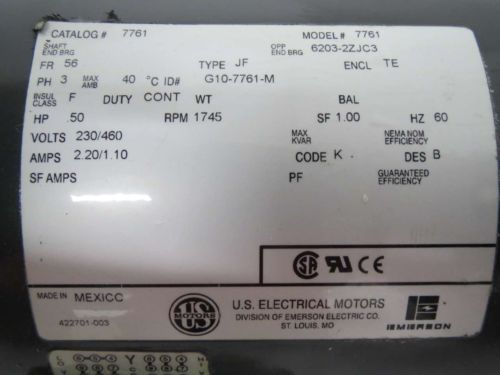 CATALOG # 7761 MODEL # 7761
SHAFT END BRG OPP END BRG 6203-2ZJC3
FR 56 TYPE JF ENCL TE
PH 3 MAX AMB 40 °C ID# G10-7761-M
INSUL CLASS F DUTY CONT WT BAL
HP .50 RPM 1745 SF 1.00 HZ 60
VOLTS 230/460 MAX KVAR NEMA NOM EFFICIENCY
AMPS 2.20/1.10 CODE K DES B
SF AMPS PF GUARANTEED EFFICIENCY
SA RU CE
MADE IN MEXICC
422701-003
US
MOTORS
U.S. ELECTRICAL MOTORS
DIVISION OF EMERSON ELECTRIC CO.
ST. LOUIS, MO
EMERSON